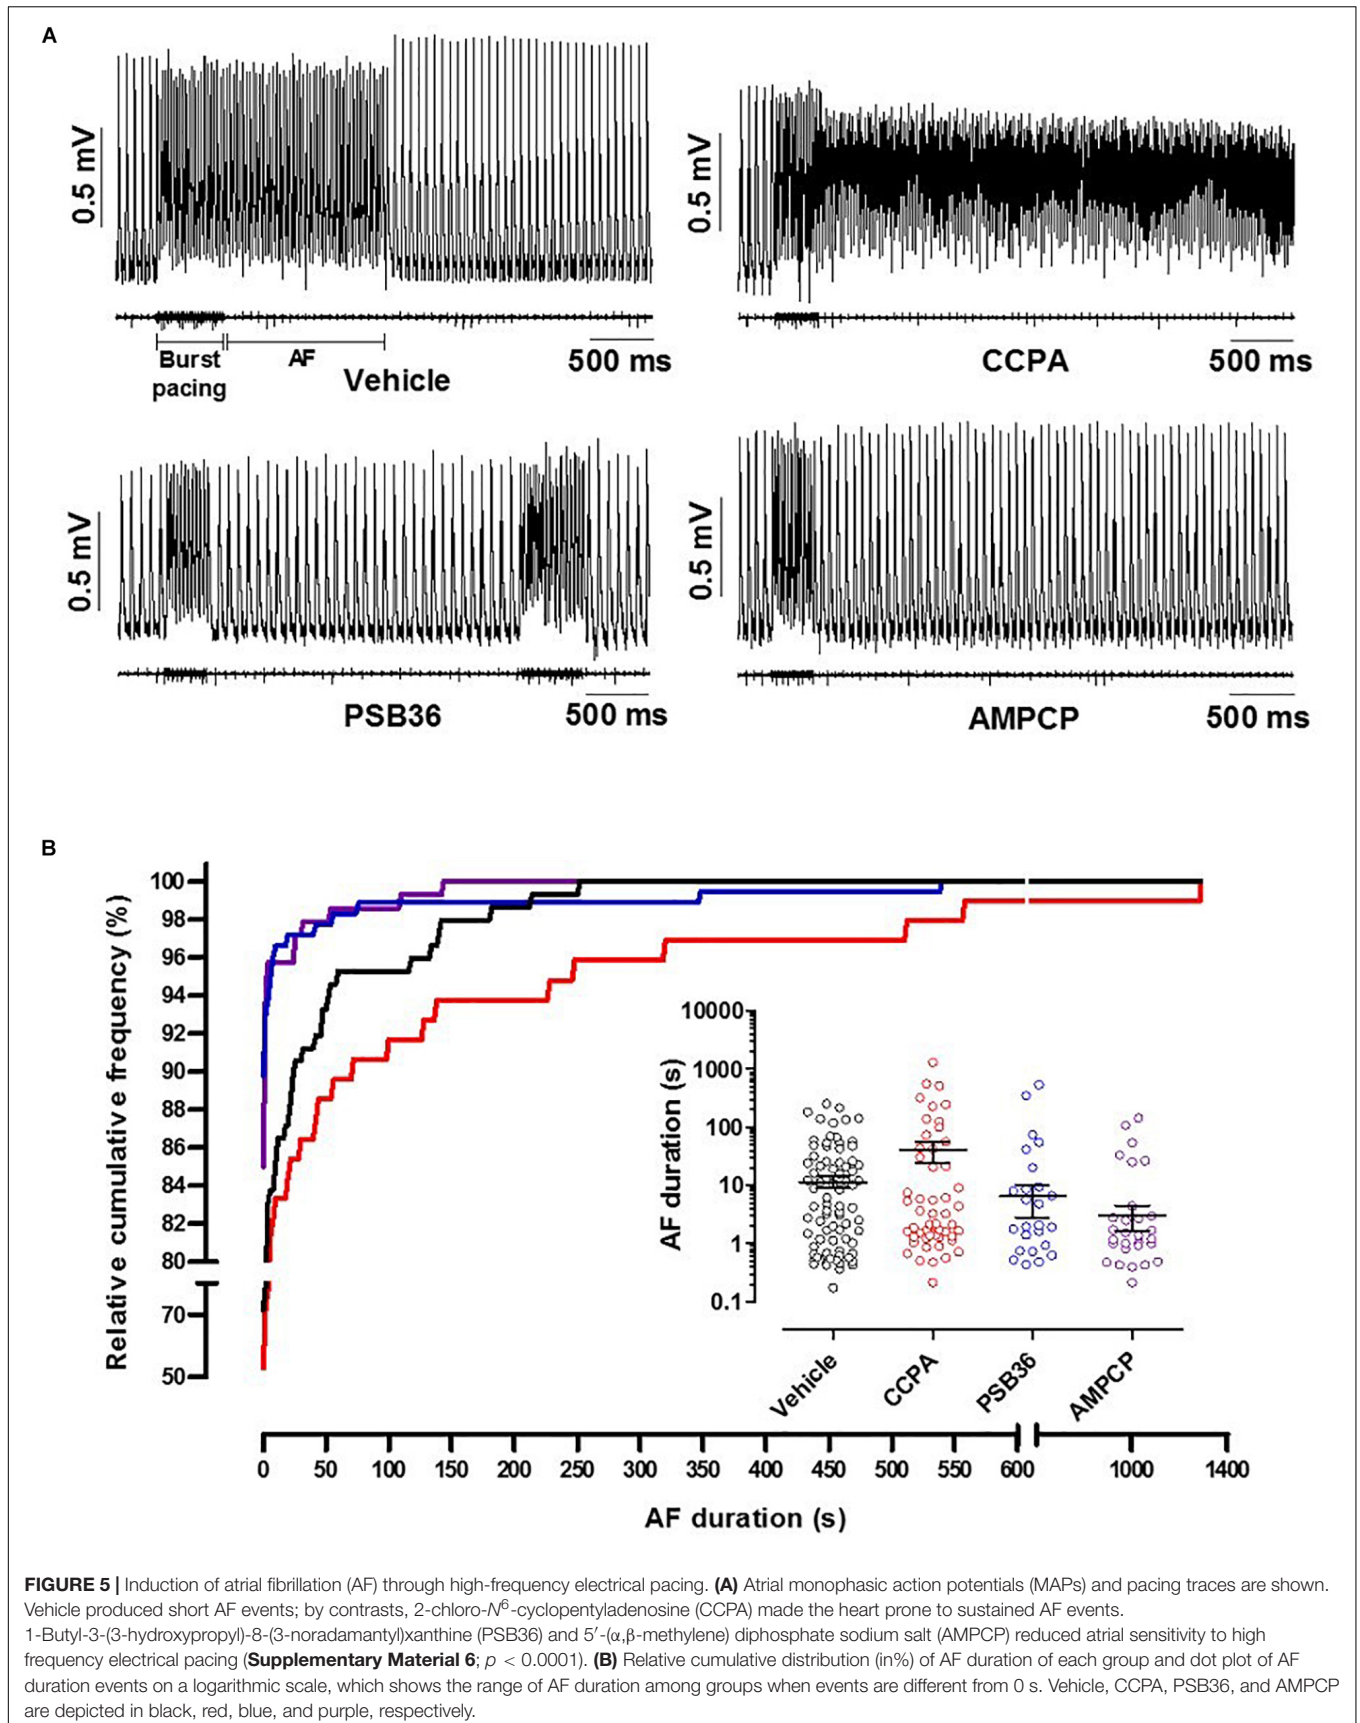 A
0.5 mV
Burst
pacing
AF
Vehicle
500 ms
0.5 mV
CCPA
500 ms
0.5 mV
PSB36
500 ms
0.5 mV
AMPCP
500 ms
B
Relative cumulative frequency (%)
100
98
96
94
92
90
88
86
84
82
80
70
50
AF duration (s)
10000
1000
100
10
1
0.1
Vehicle
CCPA
PSB36
AMPCP
0 50 100 150 200 250 300 350 400 450 500 550 600 1000 1400
AF duration (s)
FIGURE 5 | Induction of atrial fibrillation (AF) through high-frequency electrical pacing. (A) Atrial monophasic action potentials (MAPs) and pacing traces are shown.
Vehicle produced short AF events; by contrasts, 2-chloro-N⁶-cyclopentyladenosine (CCPA) made the heart prone to sustained AF events.
1-Butyl-3-(3-hydroxypropyl)-8-(3-noradamantyl)xanthine (PSB36) and 5′-(α,β-methylene) diphosphate sodium salt (AMPCP) reduced atrial sensitivity to high
frequency electrical pacing (Supplementary Material 6; p < 0.0001). (B) Relative cumulative distribution (in%) of AF duration of each group and dot plot of AF
duration events on a logarithmic scale, which shows the range of AF duration among groups when events are different from 0 s. Vehicle, CCPA, PSB36, and AMPCP
are depicted in black, red, blue, and purple, respectively.